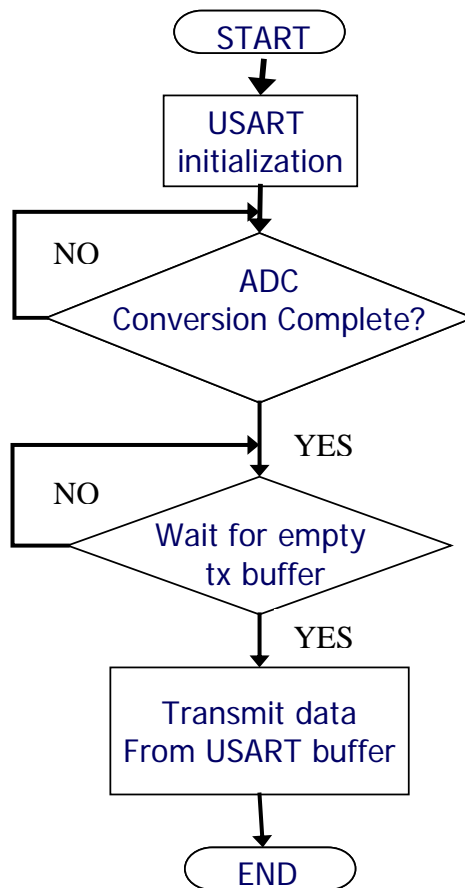 START
USART
initialization
NO
ADC
Conversion Complete?
YES
NO
Wait for empty
tx buffer
YES
Transmit data
From USART buffer
END